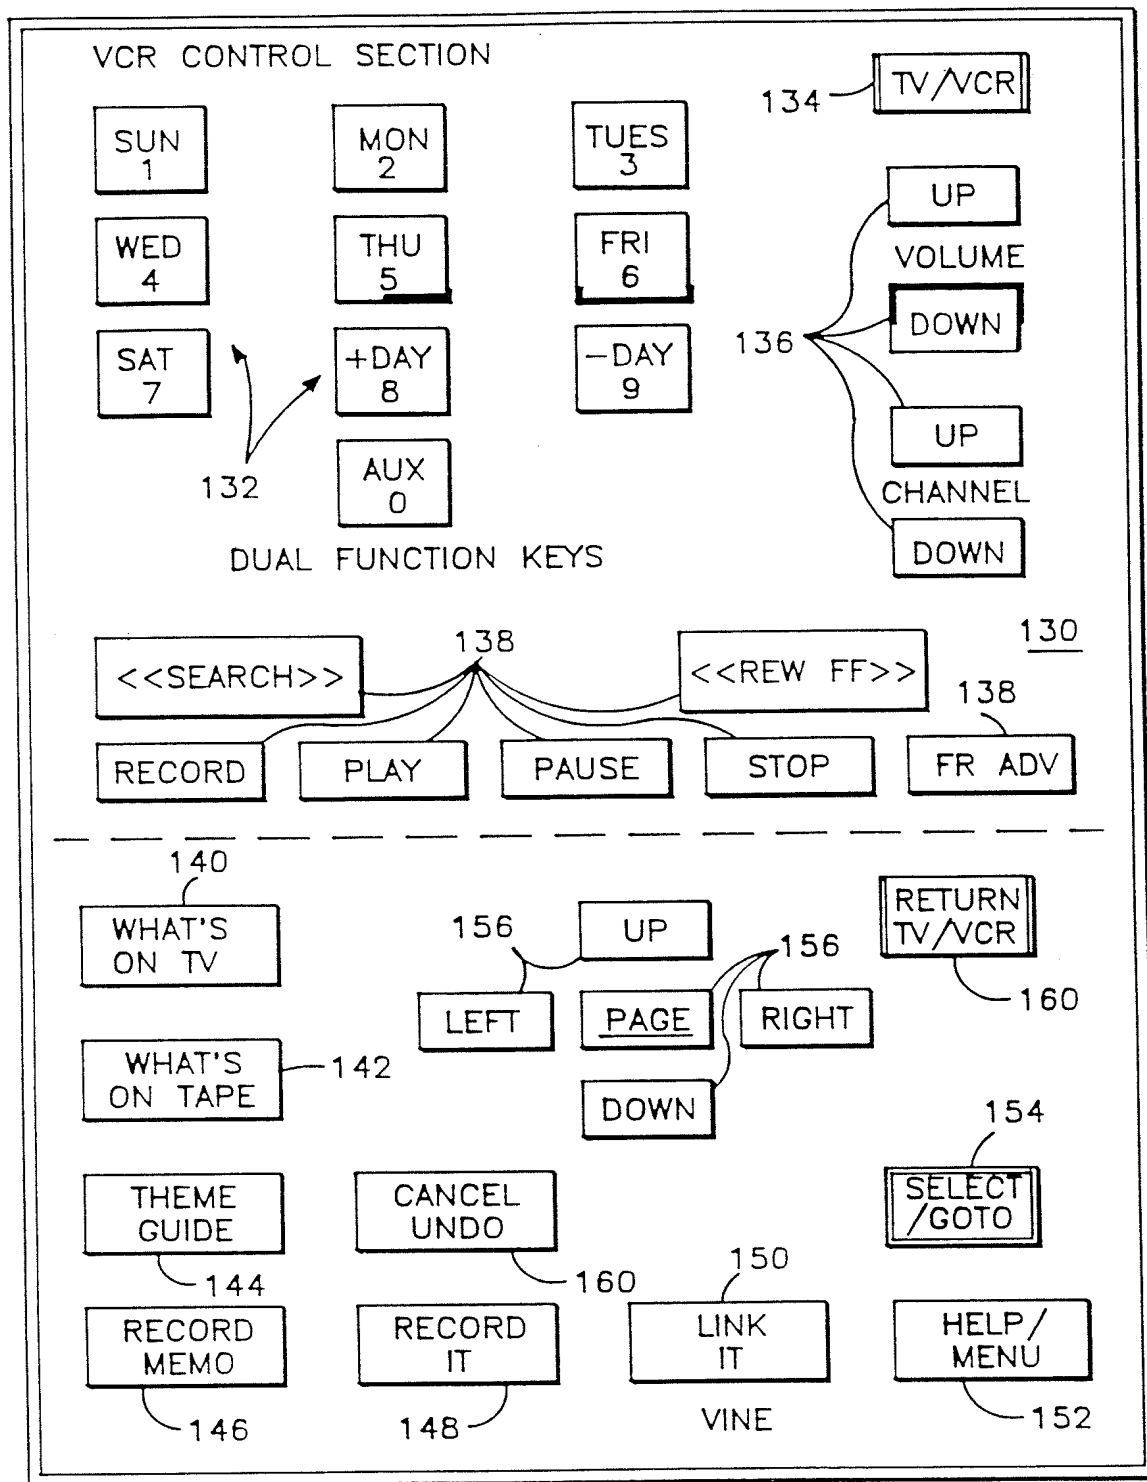 VCR CONTROL SECTION
134
TV/VCR
SUN
1
MON
2
TUES
3
UP
VOLUME
DOWN
WED
4
THU
5
FRI
6
136
SAT
7
+DAY
8
-DAY
9
UP
CHANNEL
DOWN
132
AUX
0
DUAL FUNCTION KEYS
130
<<SEARCH>>
138
<<REW FF>>
138
RECORD
PLAY
PAUSE
STOP
FR ADV
140
WHAT'S
ON TV
156
UP
156
RETURN
TV/VCR
160
LEFT
PAGE
RIGHT
WHAT'S
ON TAPE
142
DOWN
154
THEME
GUIDE
144
CANCEL
UNDO
160
SELECT
/GOTO
150
RECORD
MEMO
146
RECORD
IT
148
LINK
IT
HELP/
MENU
152
VINE